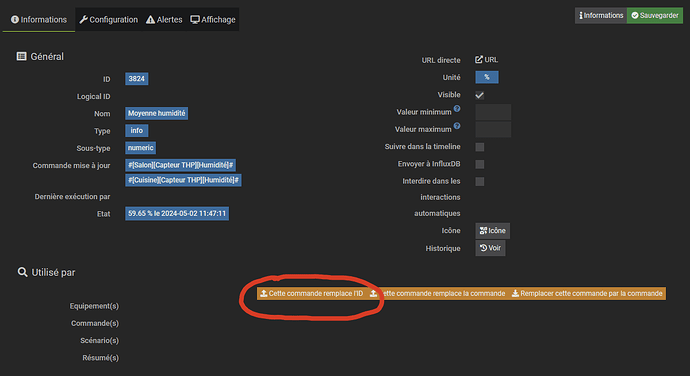 Informations Configuration Alertes Affichage
Informations Sauvegarder
Général
ID 3824
Logical ID
Nom Moyenne humidité
Type info
Sous-type numeric
Commande mise à jour #[Salon][Capteur THP][Humidité]#
#[Cuisine][Capteur THP][Humidité]#
Dernière exécution par
Etat 59.65 % le 2024-05-02 11:47:11
URL directe URL
Unité %
Visible
Valeur minimum ?
Valeur maximum ?
Suivre dans la timeline
Envoyer à InfluxDB
Interdire dans les
interactions
automatiques
Icône Icône
Historique Voir
Utilisé par
Cette commande remplace l'ID Cette commande remplace la commande Remplacer cette commande par la commande
Equipement(s)
Commande(s)
Scénario(s)
Résumé(s)